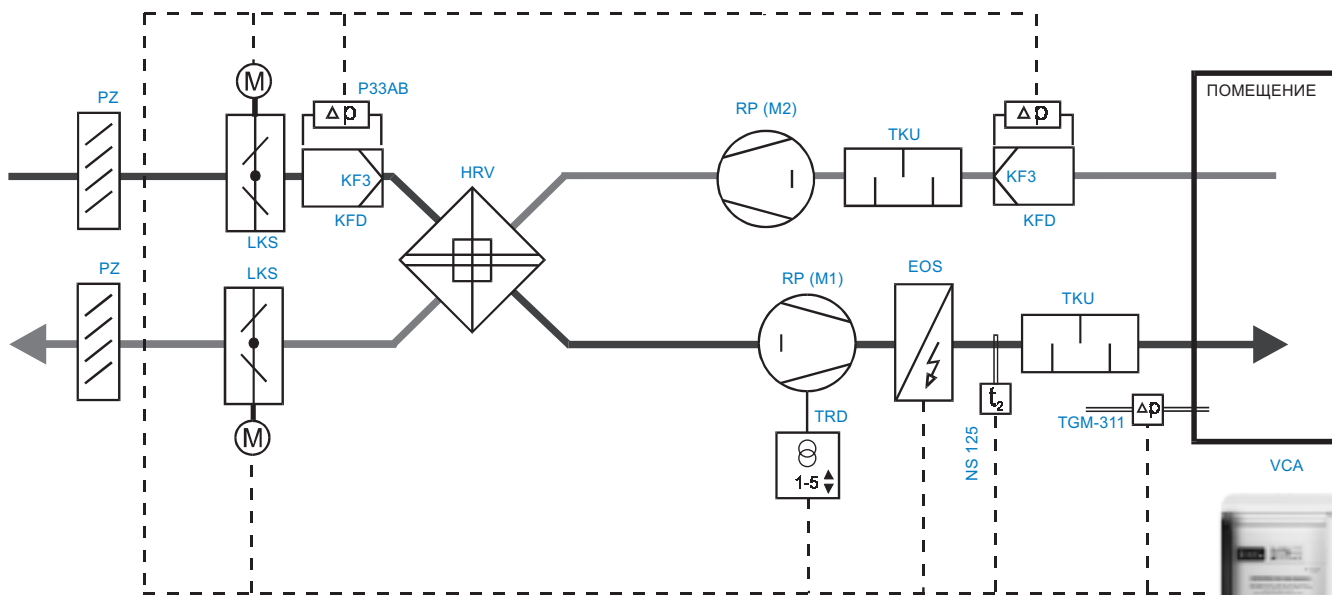 PZ
M
P33AB
Δp
LKS
KF3
KFD
HRV
RP (M2)
TKU
Δp
KF3
KFD
ПОМЕЩЕНИЕ
PZ
LKS
M
RP (M1)
TRD
1-5
EOS
t₂
NS 125
TKU
TGM-311
Δp
VCA